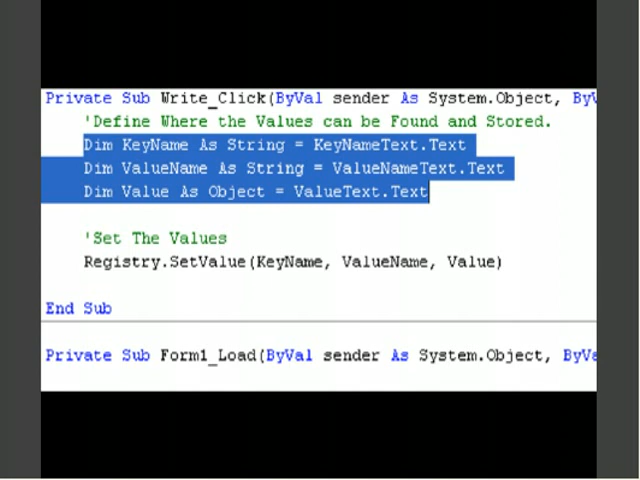 Private Sub Write_Click(ByVal sender As System.Object,
'Define Where the Values can be Found and Stored.
Dim KeyName As String = KeyNameText.Text
Dim ValueName As String = ValueNameText.Text
Dim Value As Object = ValueText.Text
'Set The Values
Registry.SetValue(KeyName, ValueName, Value)
End Sub
Private Sub Form1_Load(ByVal sender As System.Object,